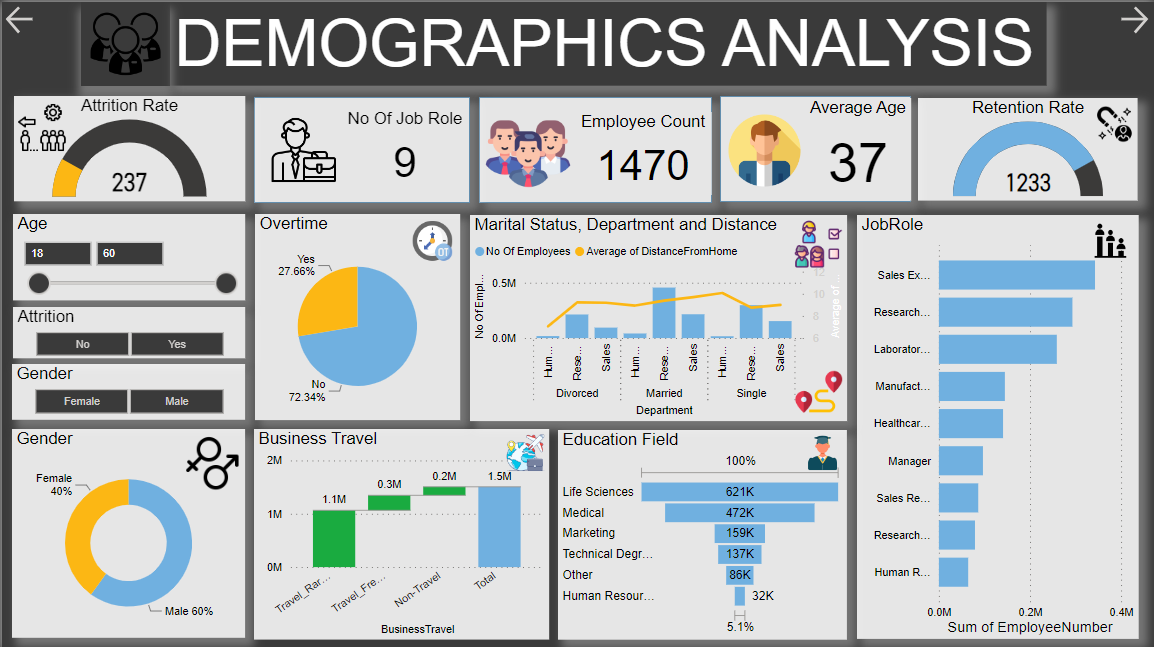 DEMOGRAPHICS ANALYSIS
Attrition Rate
237
No Of Job Role
9
Employee Count
1470
Average Age
37
Retention Rate
1233
Age
18
60
Attrition
No
Yes
Gender
Female
Male
Overtime
OT
Yes
27.66%
No
72.34%
Marital Status, Department and Distance
No Of Employees
Average of DistanceFromHome
No Of Empl...
0.5M
0.0M
12
10
8
6
Average of...
Hum...
Rese...
Sales
Hum...
Rese...
Sales
Hum...
Rese...
Sales
Divorced
Married
Single
Department
JobRole
Sales Ex...
Research...
Laborator...
Manufact...
Healthcar...
Manager
Sales Re...
Research...
Human R...
0.0M
0.2M
0.4M
Sum of EmployeeNumber
Gender
Female
40%
Male 60%
Business Travel
2M
1M
0M
1.1M
0.3M
0.2M
1.5M
Travel_Rar...
Travel_Fre...
Non-Travel
Total
BusinessTravel
Education Field
100%
Life Sciences
621K
Medical
472K
Marketing
159K
Technical Degr...
137K
Other
86K
Human Resour...
32K
5.1%